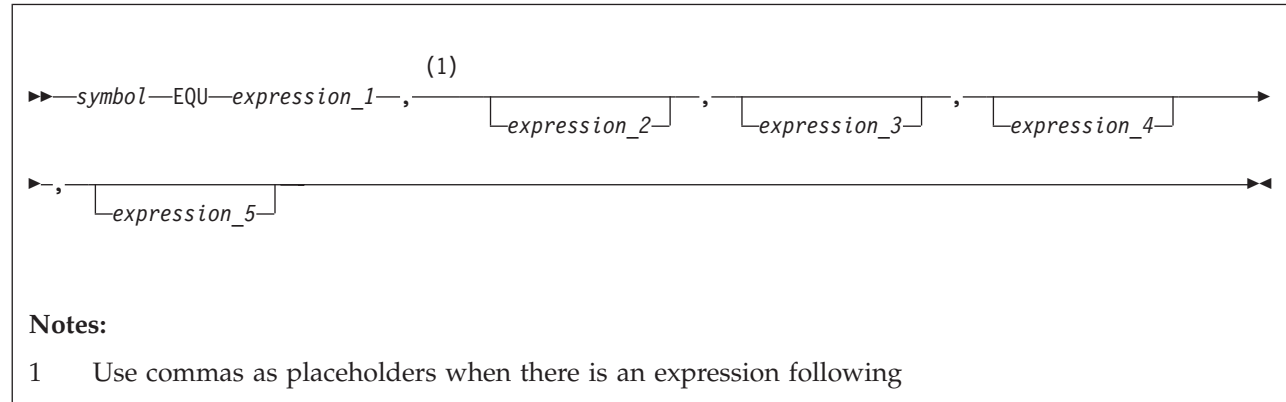 (1)
symbol EQU expression_1 , , , 
expression_2 expression_3 expression_4
,
expression_5
Notes:
1 Use commas as placeholders when there is an expression following